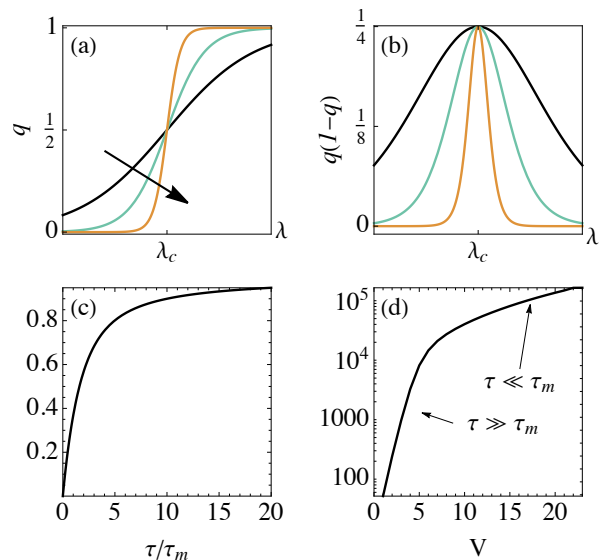 (a)
1
1/2
0
q
λ_c
λ
(b)
1/4
1/8
0
q(1-q)
λ_c
λ
(c)
0.8
0.6
0.4
0.2
0 5 10 15 20
τ/τ_m
(d)
10^5
10^4
1000
100
τ ≪ τ_m
τ ≫ τ_m
0 5 10 15 20
V